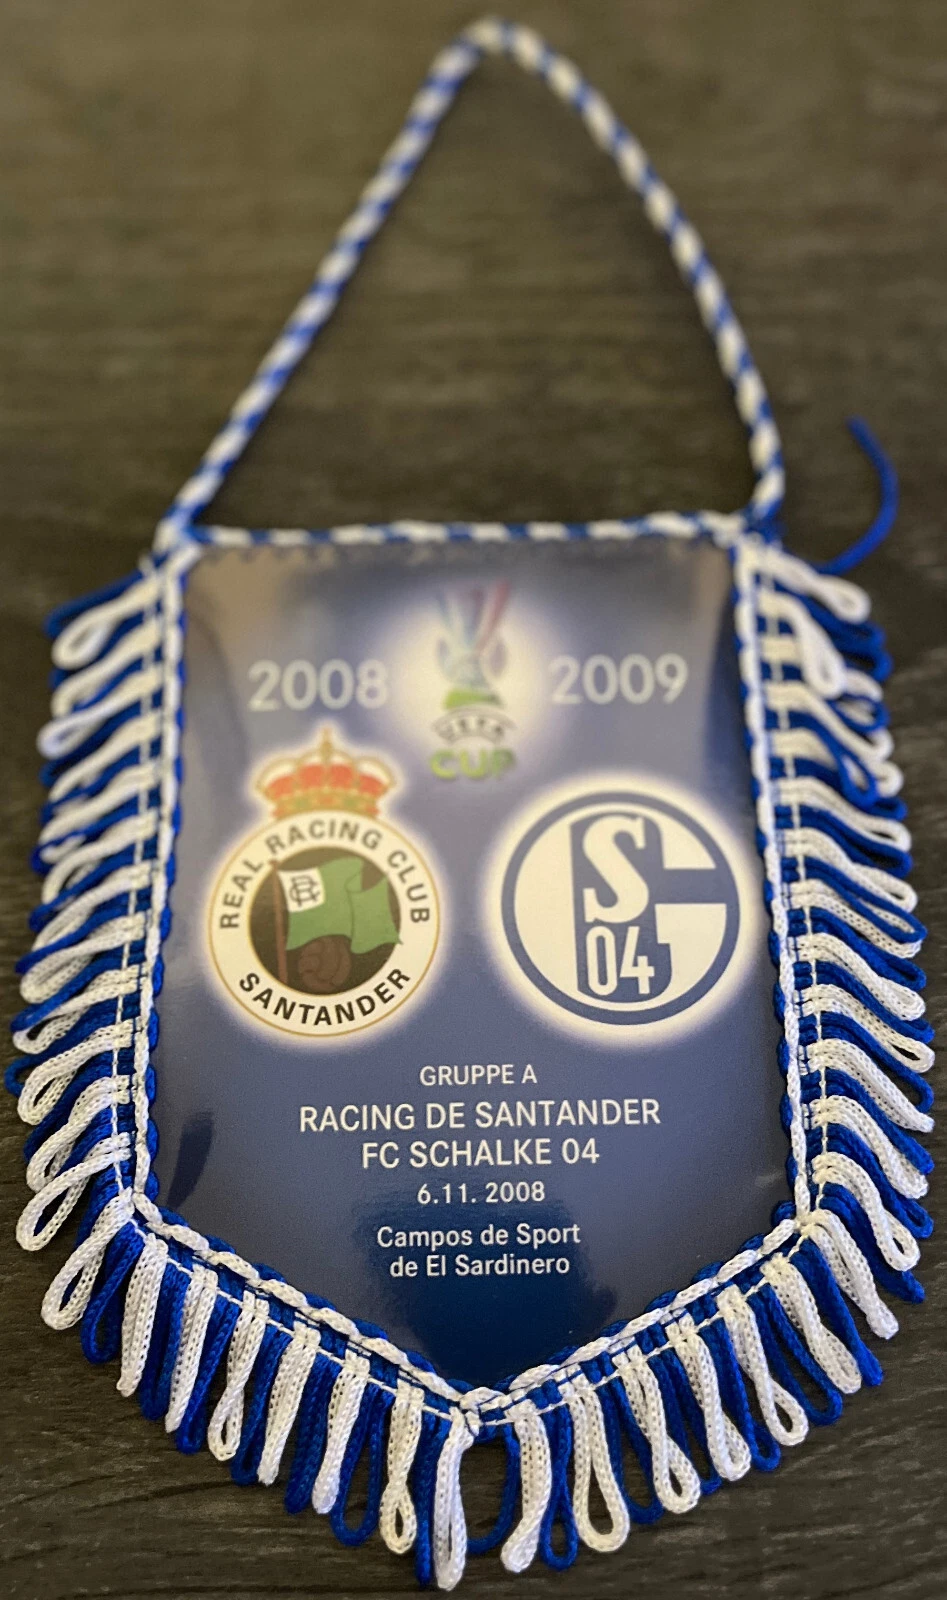 2008 2009
UEFA
CUP
REAL RACING CLUB
SANTANDER
S
04
GRUPPE A
RACING DE SANTANDER
FC SCHALKE 04
6.11. 2008
Campos de Sport
de El Sardinero